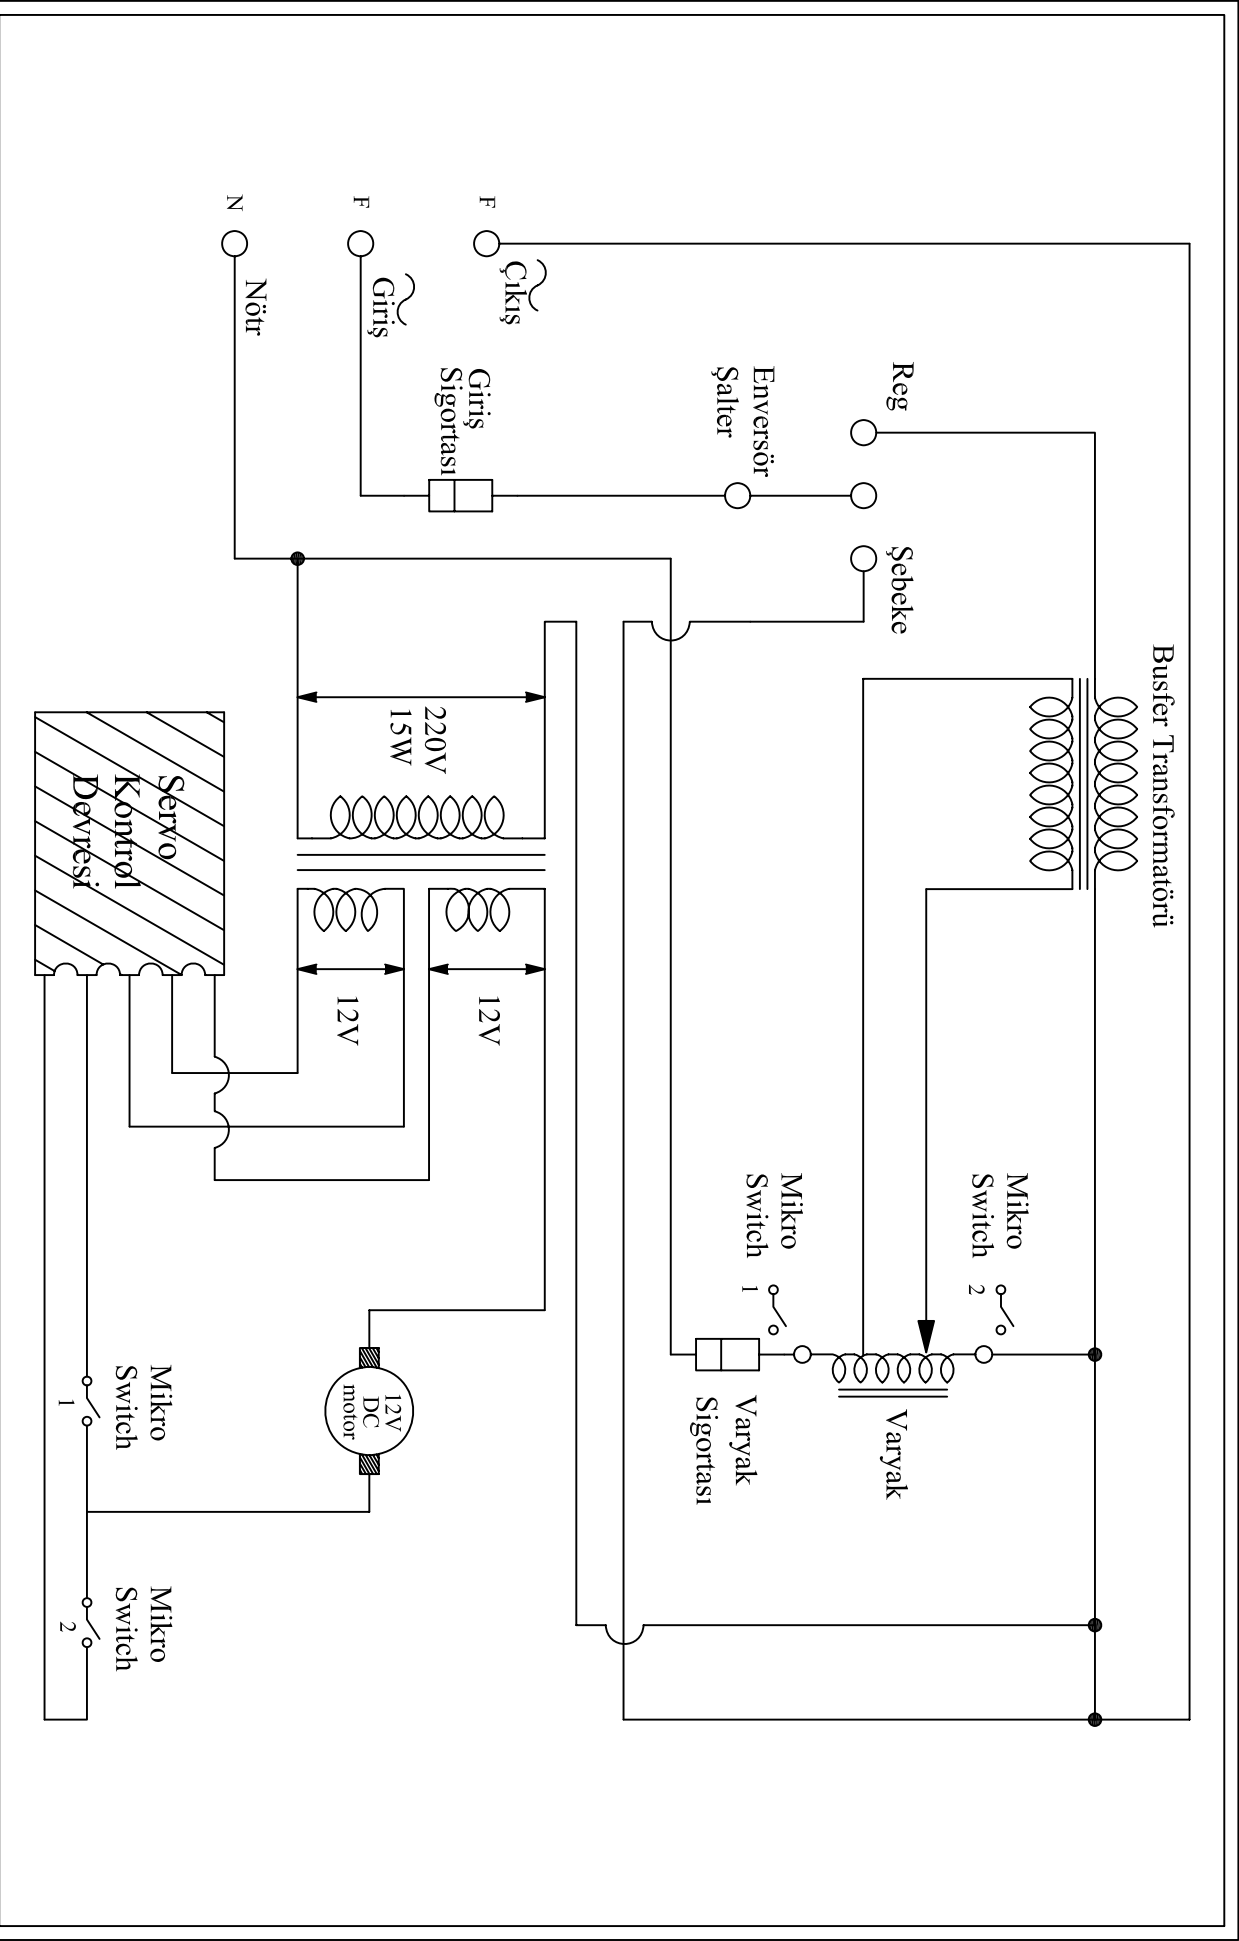 Busfer Transformatörü
Reg
Şebeke
Enversör
Şalter
Mikro
Switch
2
Mikro
Switch
1
Varyak
Varyak
Sigortası
F
Çıkış
Giriş
Sigortası
F
Giriş
N
Nötr
220V
15W
12V
12V
12V
DC
motor
Servo
Kontrol
Devresi
Mikro
Switch
1
Mikro
Switch
2